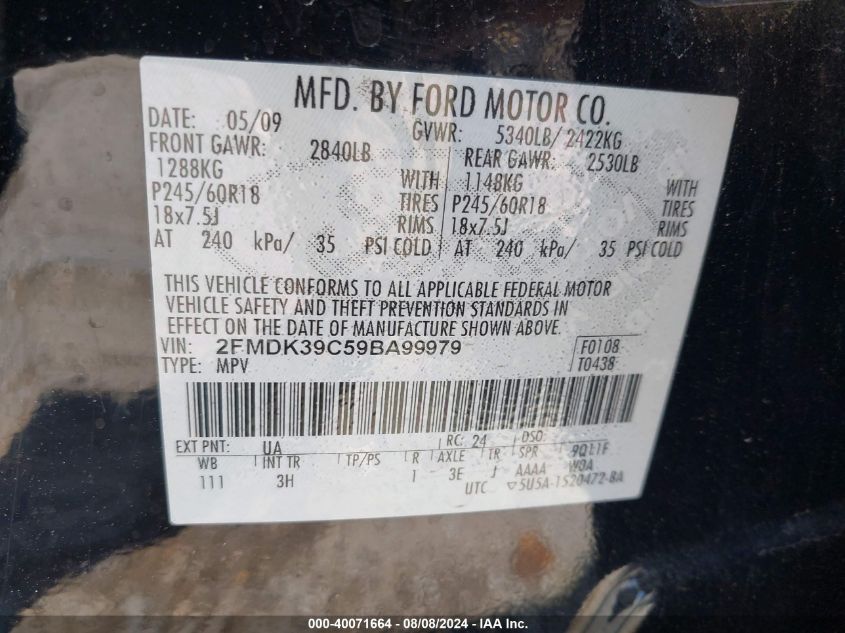 MFD. BY FORD MOTOR CO.
DATE: 05/09 GVWR: 5340LB/ 2422KG
FRONT GAWR: 2840LB REAR GAWR: 2530LB
1288KG WITH 1148KG WITH
P245/60R18 TIRES P245/60R18 TIRES
18x7.5J RIMS 18x7.5J RIMS
AT 240 kPa/ 35 PSI COLD AT 240 kPa/ 35 PSI COLD
THIS VEHICLE CONFORMS TO ALL APPLICABLE FEDERAL MOTOR
VEHICLE SAFETY AND THEFT PREVENTION STANDARDS IN
EFFECT ON THE DATE OF MANUFACTURE SHOWN ABOVE.
VIN: 2FMDK39C59BA99979 F0108
TYPE: MPV T0438
EXT PNT: UA RC: 24 DSO:
WB INT TR TP/PS R AXLE TR SPR 9QL1F
111 3H 1 3E J AAAA W0A
UTC ▽5U5A-1520472-BA
000-40071664 - 08/08/2024 - IAA Inc.